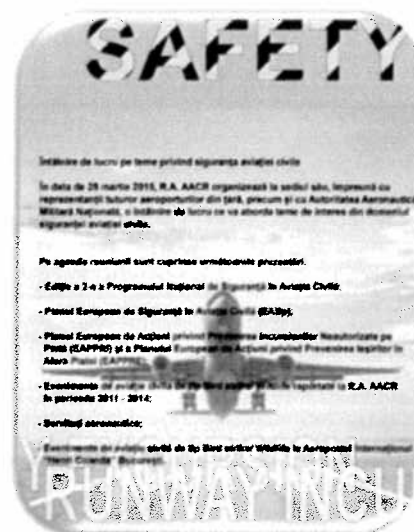 SAFETY
Întâlnire de lucru pe teme privind siguranța aviației civile
În data de 26 martie 2015, R.A. AACR organizează la sediul său, împreună cu
reprezentanții tuturor aeroporturilor din țară, precum și cu Autoritatea Aeronautică
Militară Națională, o întâlnire de lucru ce va aborda teme de interes din domeniul
siguranței aviației civile.
Pe agenda reuniunii sunt cuprinse următoarele prezentări:
- Ediția a 2-a a Programului Național de Siguranță în Aviația Civilă;
- Planul European de Siguranță în Aviația Civilă (EASp);
- Planul European de Acțiuni privind Prevenirea Incursiunilor Neautorizate pe
Pistă (EAPPRI) și a Planului European de Acțiuni privind Prevenirea Ieșirilor în
Afara Pistei (EAPPRE);
- Evenimente de aviație civilă de tip Bird strike raportate la R.A. AACR
în perioada 2011 - 2014;
- Servituți aeronautice;
Evenimente de aviație civilă de tip Bird strike/ Wildlife la Aeroportul Internațional
"Henri Coandă" București.
RUNWAY INCU